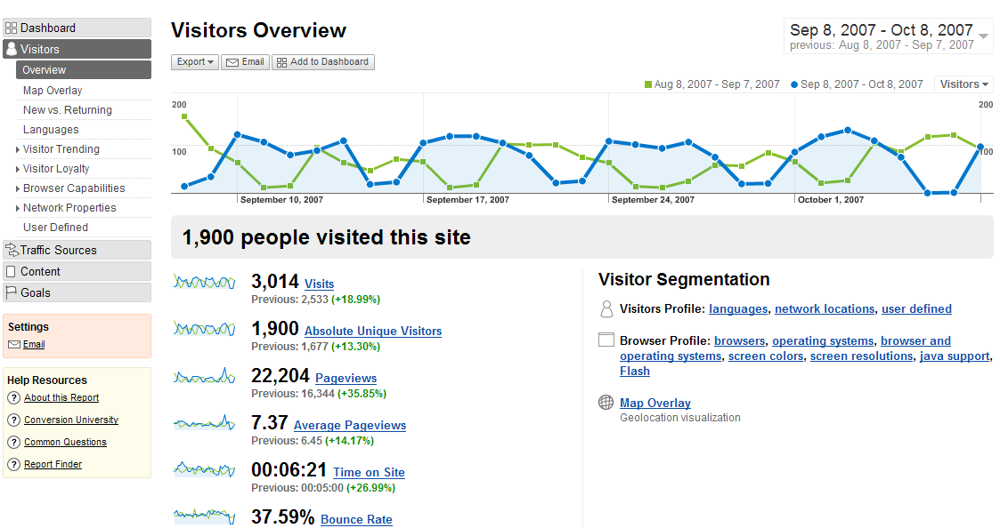 Dashboard
Visitors
Overview
Map Overlay
New vs. Returning
Languages
Visitor Trending
Visitor Loyalty
Browser Capabilities
Network Properties
User Defined
Traffic Sources
Content
Goals
Settings
Email
Help Resources
? About this Report
? Conversion University
? Common Questions
? Report Finder
Visitors Overview
Sep 8, 2007 - Oct 8, 2007
previous: Aug 8, 2007 - Sep 7, 2007
Export Email Add to Dashboard
Aug 8, 2007 - Sep 7, 2007 Sep 8, 2007 - Oct 8, 2007 Visitors
200 200
100 100
September 10, 2007 September 17, 2007 September 24, 2007 October 1, 2007
1,900 people visited this site
3,014 Visits
Previous: 2,533 (+18.99%)
1,900 Absolute Unique Visitors
Previous: 1,677 (+13.30%)
22,204 Pageviews
Previous: 16,344 (+35.85%)
7.37 Average Pageviews
Previous: 6.45 (+14.17%)
00:06:21 Time on Site
Previous: 00:05:00 (+26.99%)
37.59% Bounce Rate
Visitor Segmentation
Visitors Profile: languages, network locations, user defined
Browser Profile: browsers, operating systems, browser and
operating systems, screen colors, screen resolutions, java support,
Flash
Map Overlay
Geolocation visualization